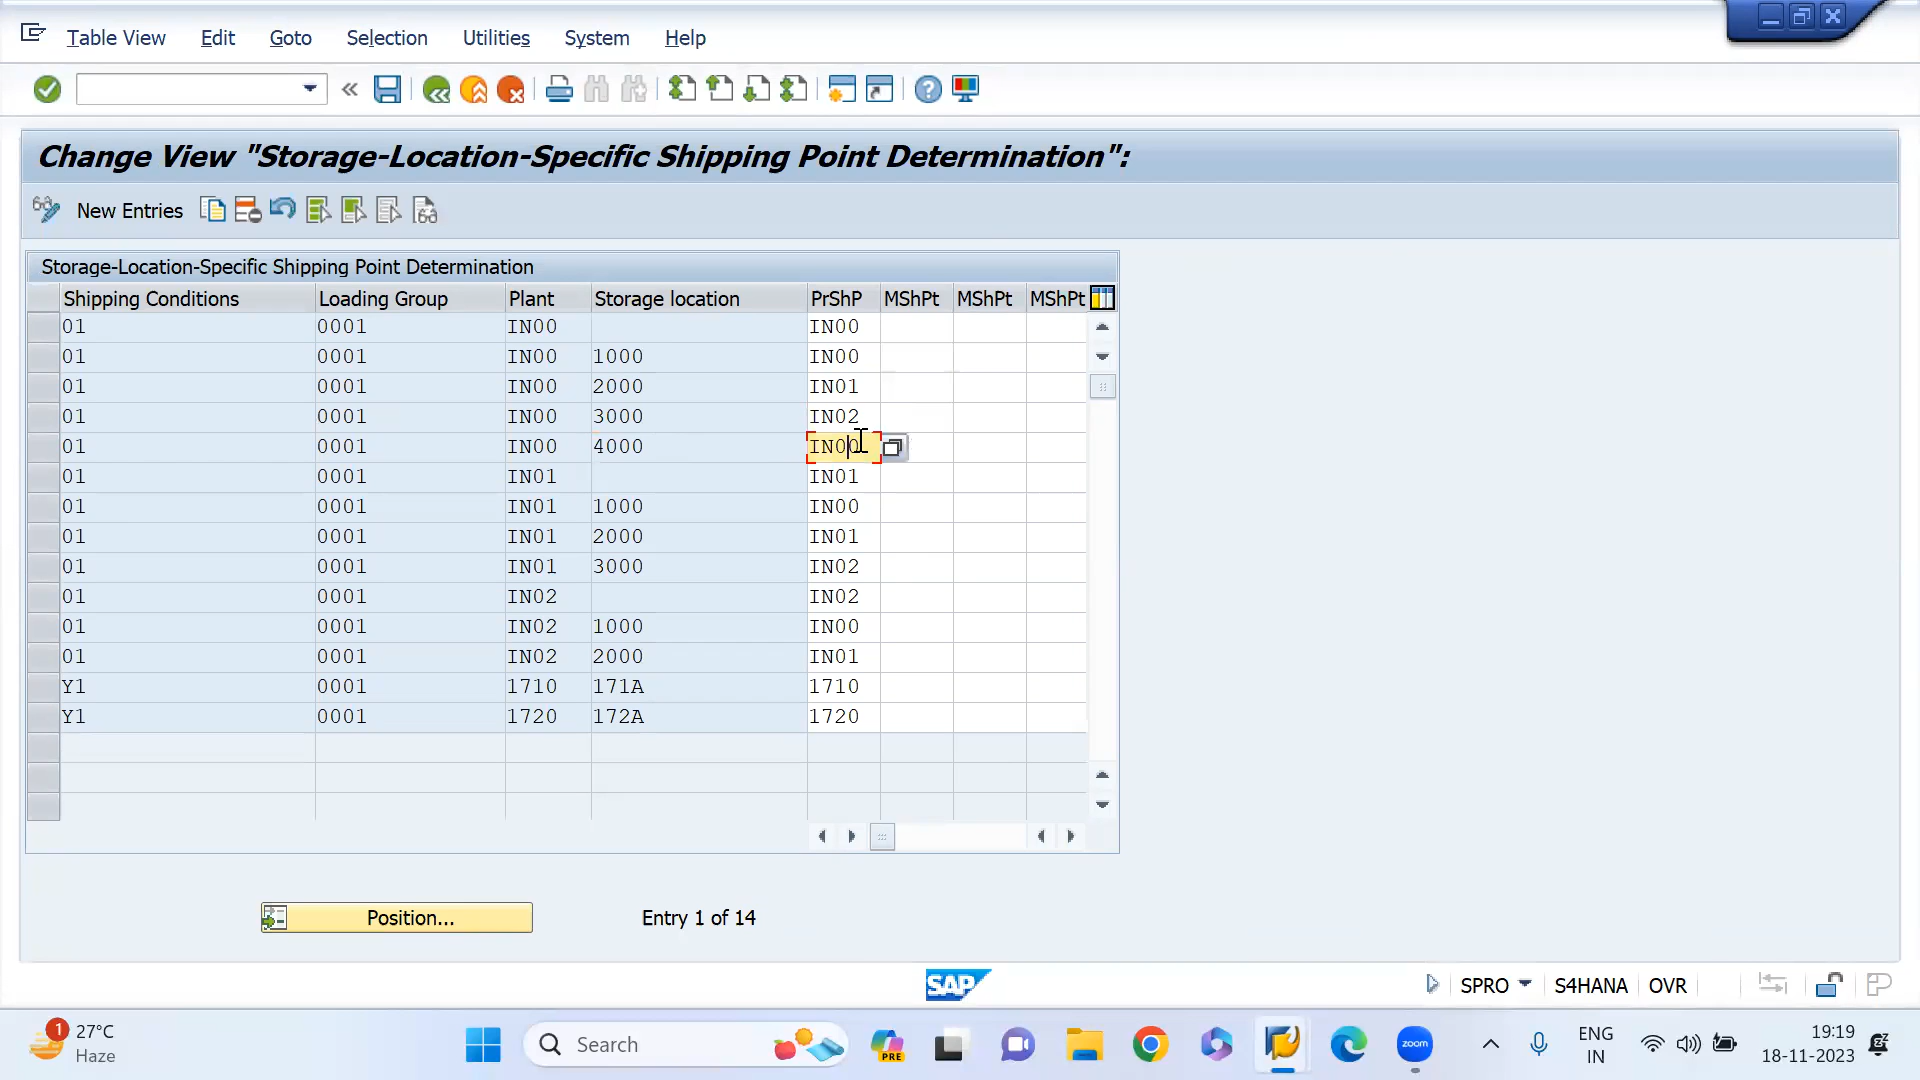 Table View Edit Goto Selection Utilities System Help
Change View "Storage-Location-Specific Shipping Point Determination":
New Entries
Storage-Location-Specific Shipping Point Determination
Shipping Conditions Loading Group Plant Storage location PrShP MShPt MShPt MShPt
01 0001 IN00 IN00
01 0001 IN00 1000 IN00
01 0001 IN00 2000 IN01
01 0001 IN00 3000 IN02
01 0001 IN00 4000 IN00
01 0001 IN01 IN01
01 0001 IN01 1000 IN00
01 0001 IN01 2000 IN01
01 0001 IN01 3000 IN02
01 0001 IN02 IN02
01 0001 IN02 1000 IN00
01 0001 IN02 2000 IN01
Y1 0001 1710 171A 1710
Y1 0001 1720 172A 1720
Position... Entry 1 of 14
SAP SPRO S4HANA OVR
1 27°C
Haze
Search
PRE
zoom
ENG
IN
19:19
18-11-2023